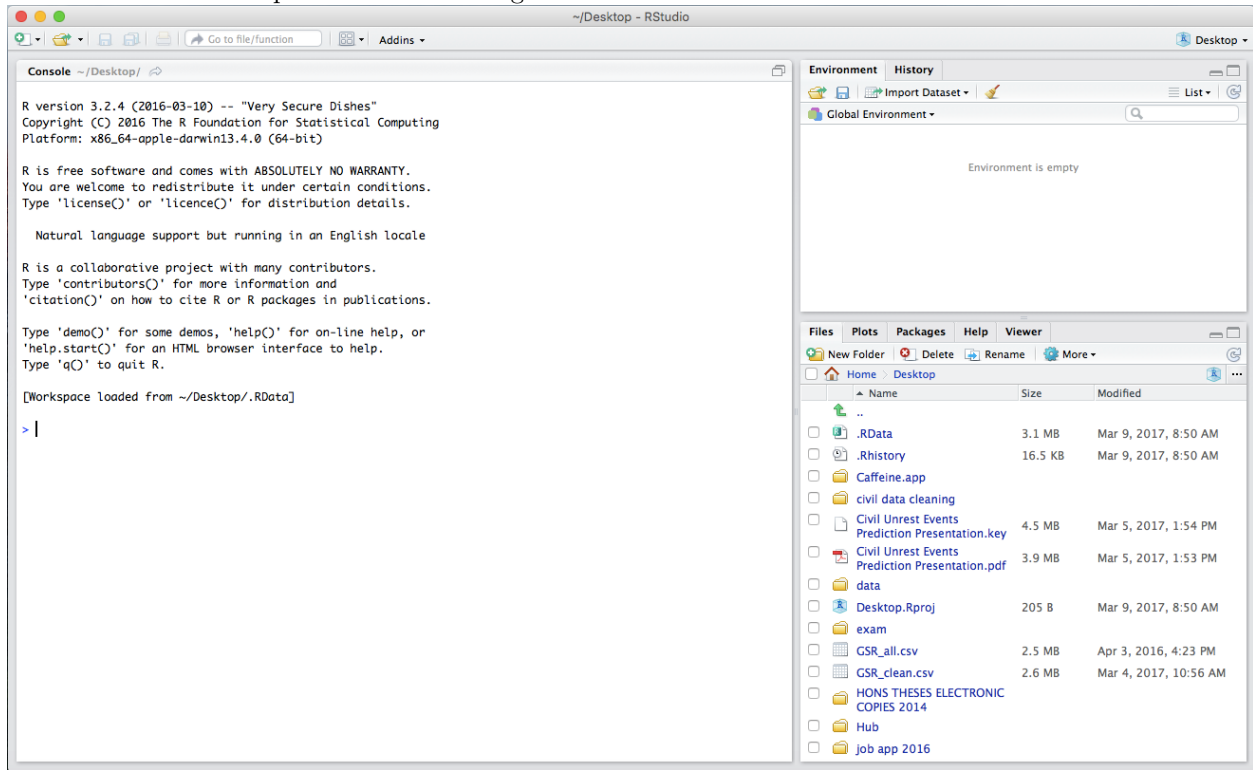 ~/Desktop - RStudio
Go to file/function
Addins
Desktop
Console ~/Desktop/
R version 3.2.4 (2016-03-10) -- "Very Secure Dishes"
Copyright (C) 2016 The R Foundation for Statistical Computing
Platform: x86_64-apple-darwin13.4.0 (64-bit)
R is free software and comes with ABSOLUTELY NO WARRANTY.
You are welcome to redistribute it under certain conditions.
Type 'license()' or 'licence()' for distribution details.
Natural language support but running in an English locale
R is a collaborative project with many contributors.
Type 'contributors()' for more information and
'citation()' on how to cite R or R packages in publications.
Type 'demo()' for some demos, 'help()' for on-line help, or
'help.start()' for an HTML browser interface to help.
Type 'q()' to quit R.
[Workspace loaded from ~/Desktop/.RData]
>
Environment History
Import Dataset List
Global Environment
Environment is empty
Files Plots Packages Help Viewer
New Folder Delete Rename More
Home Desktop ...
Name Size Modified
..
.RData 3.1 MB Mar 9, 2017, 8:50 AM
.Rhistory 16.5 KB Mar 9, 2017, 8:50 AM
Caffeine.app
civil data cleaning
Civil Unrest Events
Prediction Presentation.key 4.5 MB Mar 5, 2017, 1:54 PM
Civil Unrest Events
Prediction Presentation.pdf 3.9 MB Mar 5, 2017, 1:53 PM
data
Desktop.Rproj 205 B Mar 9, 2017, 8:50 AM
exam
GSR_all.csv 2.5 MB Apr 3, 2016, 4:23 PM
GSR_clean.csv 2.6 MB Mar 4, 2017, 10:56 AM
HONS THESES ELECTRONIC
COPIES 2014
Hub
job app 2016